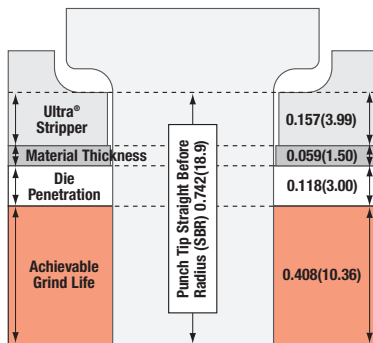 Ultra®
Stripper
0.157(3.99)
Material Thickness
0.059(1.50)
Die
Penetration
0.118(3.00)
Punch Tip Straight Before
Radius (SBR) 0.742(18.9)
Achievable
Grind Life
0.408(10.36)